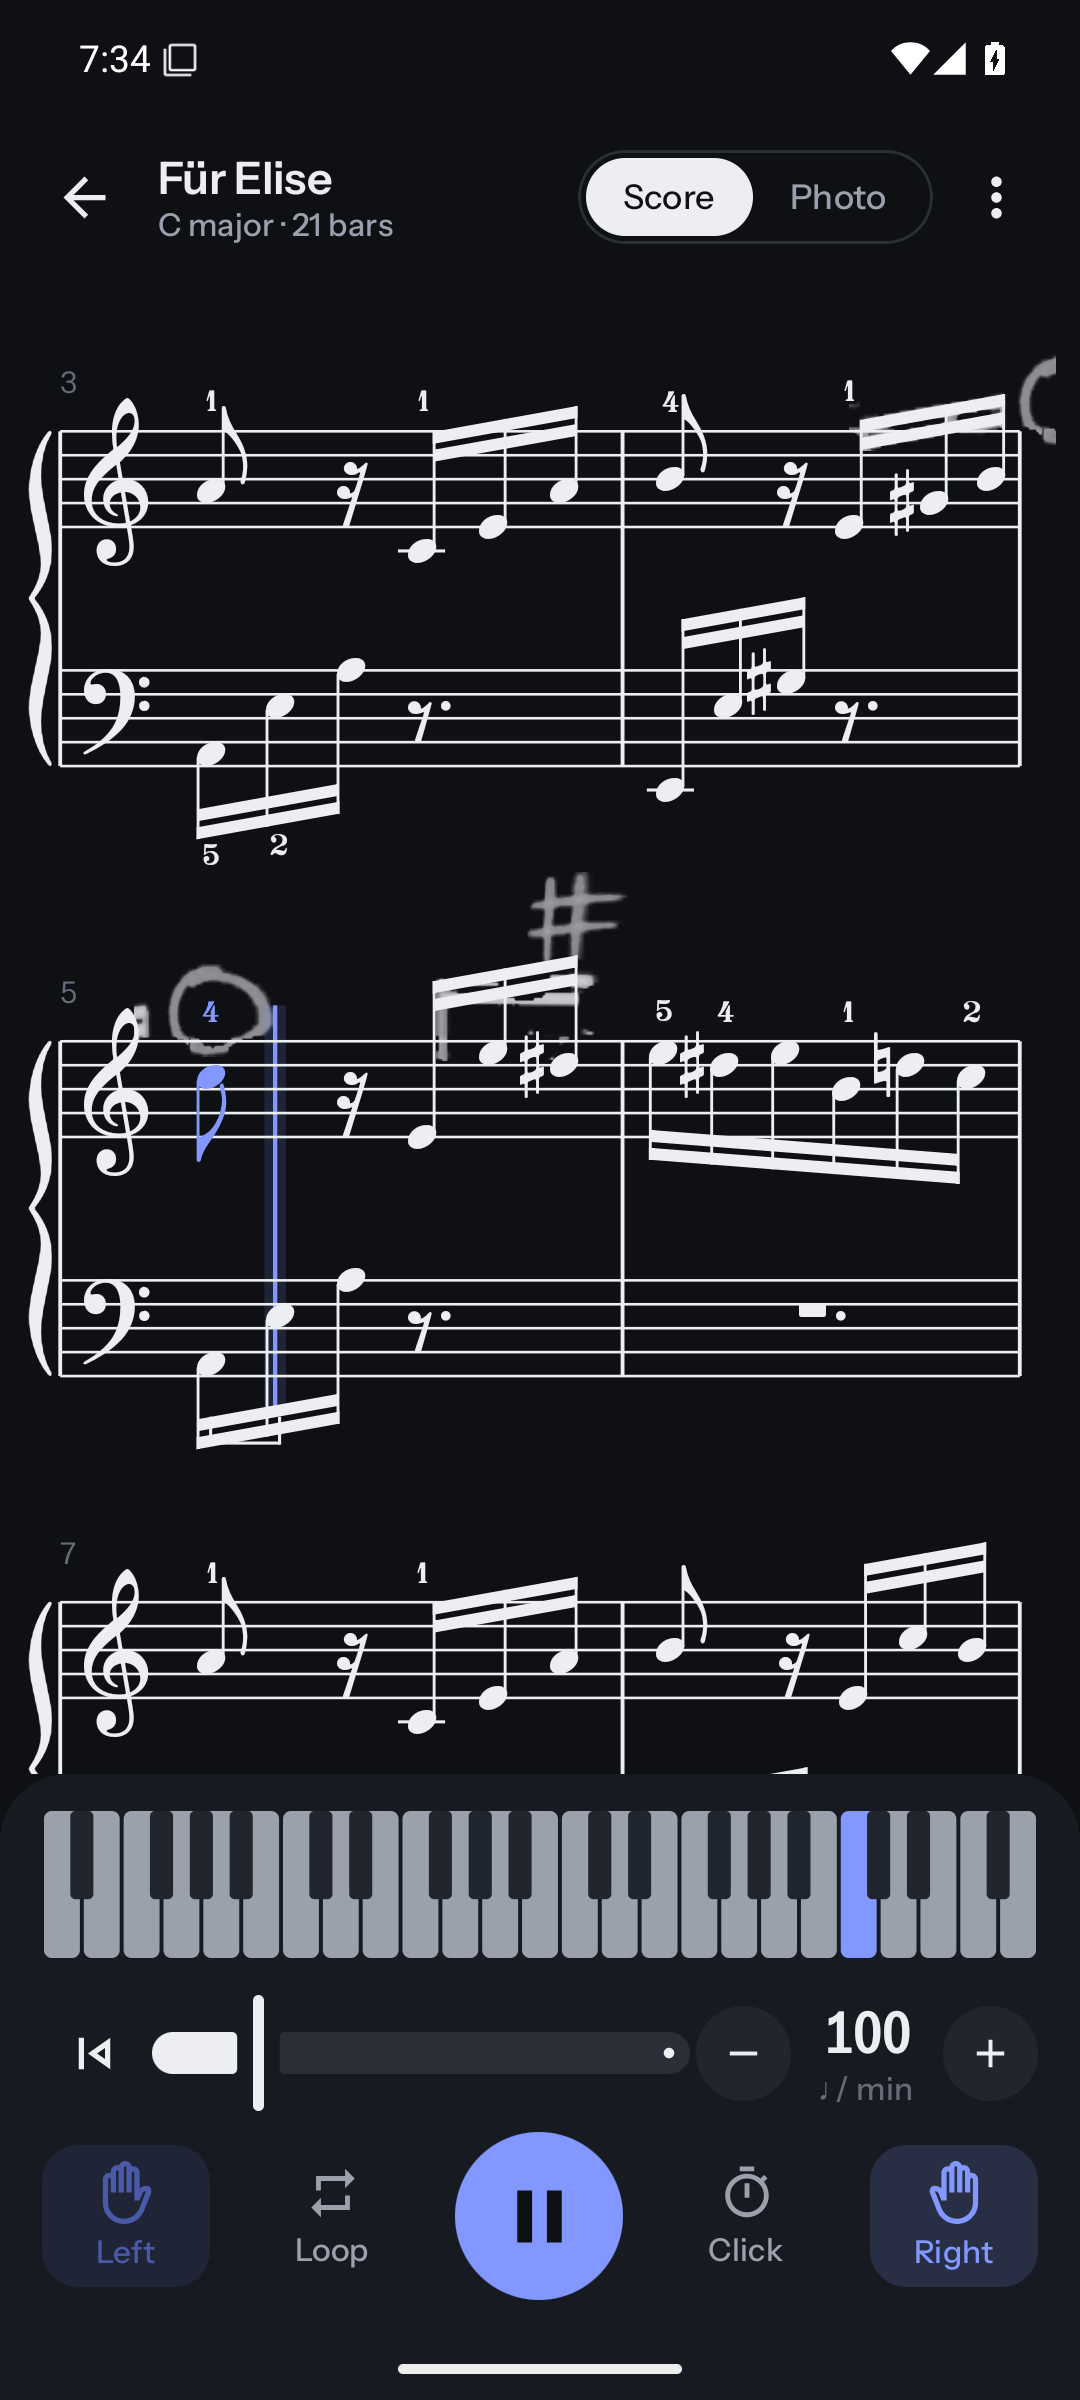 7:34
Für Elise
C major · 21 bars
Score
Photo
3
1 1 4 1
5 2
5
4 5 4 1 2
7
1 1
100
♩ / min
Left
Loop
Click
Right